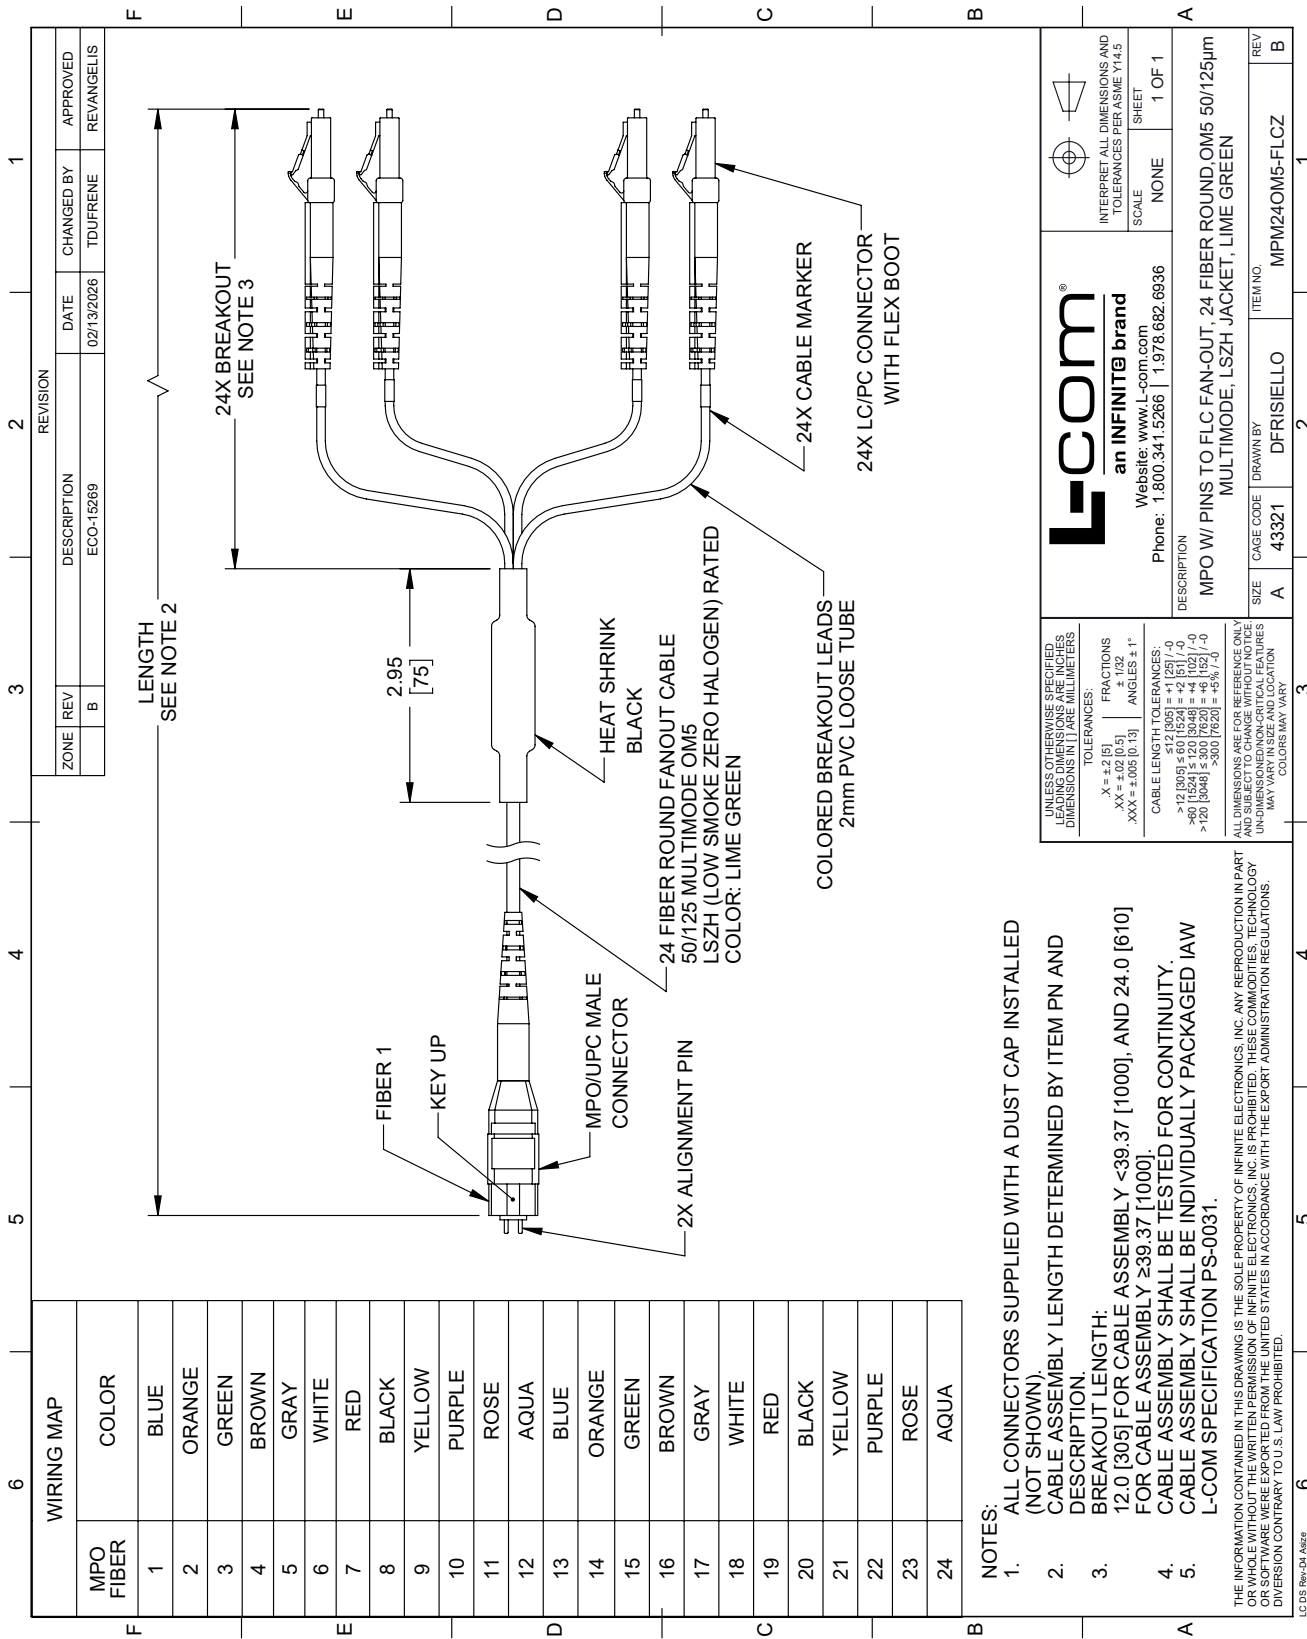 6
5
4
3
2
1
F
E
D
C
B
A
REVISION
ZONE
REV
DESCRIPTION
DATE
CHANGED BY
APPROVED
B
ECO-15269
02/13/2026
TDUFRENE
REVANGELIS
WIRING MAP
MPO FIBER
COLOR
1 BLUE
2 ORANGE
3 GREEN
4 BROWN
5 GRAY
6 WHITE
7 RED
8 BLACK
9 YELLOW
10 PURPLE
11 ROSE
12 AQUA
13 BLUE
14 ORANGE
15 GREEN
16 BROWN
17 GRAY
18 WHITE
19 RED
20 BLACK
21 YELLOW
22 PURPLE
23 ROSE
24 AQUA
LENGTH
SEE NOTE 2
24X BREAKOUT
SEE NOTE 3
2.95
[75]
FIBER 1
KEY UP
MPO/UPC MALE
CONNECTOR
2X ALIGNMENT PIN
HEAT SHRINK
BLACK
24 FIBER ROUND FANOUT CABLE
50/125 MULTIMODE OM5
LSZH (LOW SMOKE ZERO HALOGEN) RATED
COLOR: LIME GREEN
COLORED BREAKOUT LEADS
2mm PVC LOOSE TUBE
24X CABLE MARKER
24X LC/PC CONNECTOR
WITH FLEX BOOT
NOTES:
1. ALL CONNECTORS SUPPLIED WITH A DUST CAP INSTALLED
(NOT SHOWN).
2. CABLE ASSEMBLY LENGTH DETERMINED BY ITEM PN AND
DESCRIPTION.
3. BREAKOUT LENGTH:
12.0 [305] FOR CABLE ASSEMBLY <39.37 [1000], AND 24.0 [610]
FOR CABLE ASSEMBLY ≥39.37 [1000].
4. CABLE ASSEMBLY SHALL BE TESTED FOR CONTINUITY.
5. CABLE ASSEMBLY SHALL BE INDIVIDUALLY PACKAGED IAW
L-COM SPECIFICATION PS-0031.
THE INFORMATION CONTAINED IN THIS DRAWING IS THE SOLE PROPERTY OF INFINITE ELECTRONICS, INC. ANY REPRODUCTION IN PART
OR WHOLE WITHOUT THE WRITTEN PERMISSION OF INFINITE ELECTRONICS, INC. IS PROHIBITED. THESE COMMODITIES, TECHNOLOGY
OR SOFTWARE WERE EXPORTED FROM THE UNITED STATES IN ACCORDANCE WITH THE EXPORT ADMINISTRATION REGULATIONS.
DIVERSION CONTRARY TO U.S. LAW PROHIBITED.
UNLESS OTHERWISE SPECIFIED
LEADING DIMENSIONS ARE INCHES
DIMENSIONS IN [ ] ARE MILLIMETERS
TOLERANCES:
.X = ±.2 [5]
.XX = ±.02 [0.5]
.XXX = ±.005 [0.13]
FRACTIONS
± 1/32
ANGLES ± 1°
CABLE LENGTH TOLERANCES:
≤12 [305] = +1 [25] / -0
>12 [305] ≤ 60 [1524] = +2 [51] / -0
>60 [1524] ≤ 120 [3048] = +4 [102] / -0
>120 [3048] ≤ 300 [7620] = +6 [152] / -0
>300 [7620] = +5% / -0
ALL DIMENSIONS ARE FOR REFERENCE ONLY
AND SUBJECT TO CHANGE WITHOUT NOTICE.
UN-DIMENSIONED/NON-CRITICAL FEATURES
MAY VARY IN SIZE AND LOCATION
COLORS MAY VARY
L-com®
an INFINITE brand
Website: www.L-com.com
Phone: 1.800.341.5266 | 1.978.682.6936
INTERPRET ALL DIMENSIONS AND
TOLERANCES PER ASME Y14.5
SCALE
NONE
SHEET
1 OF 1
DESCRIPTION
MPO W/ PINS TO FLC FAN-OUT, 24 FIBER ROUND,OM5 50/125µm
MULTIMODE, LSZH JACKET, LIME GREEN
SIZE
A
CAGE CODE
43321
DRAWN BY
DFRISIELLO
ITEM NO.
MPM24OM5-FLCZ
REV
B
6
5
4
3
2
1
F
E
D
C
B
A
LC DS Rev-D4 Asize